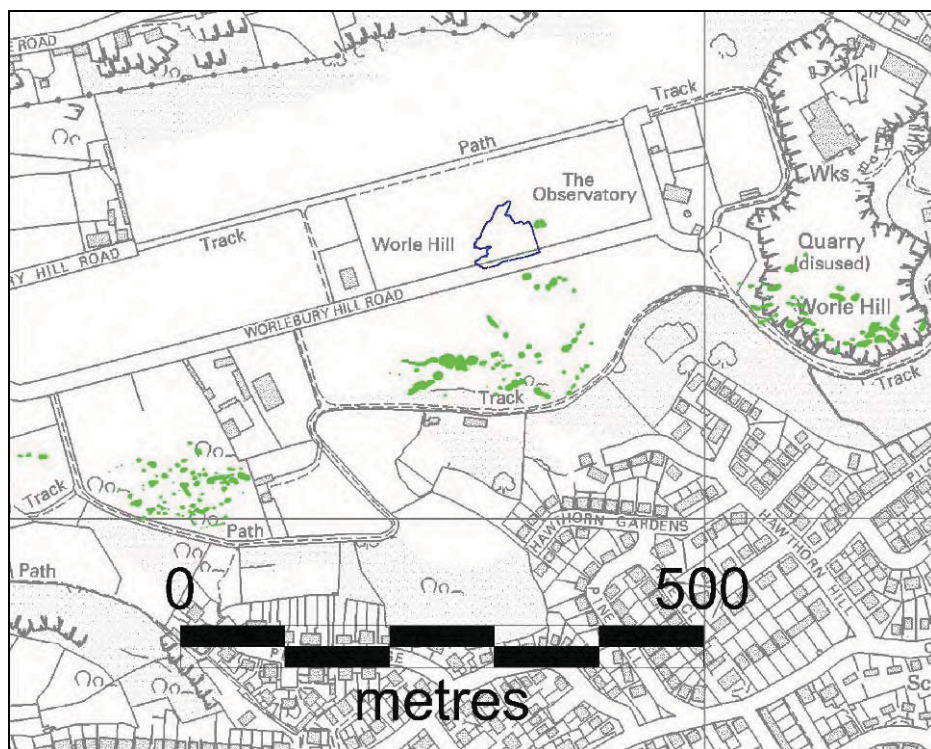 E ROAD
Track
Path
Wks
The
Observatory
Track
Worle Hill
Quarry
(disused)
Y HILL ROAD
WORLEBURY HILL ROAD
Worle Hill
Track
Track
Track
Path
HAWTHORN GARDENS
HAWTHORN HILL
Path
0
500
metres
Sc